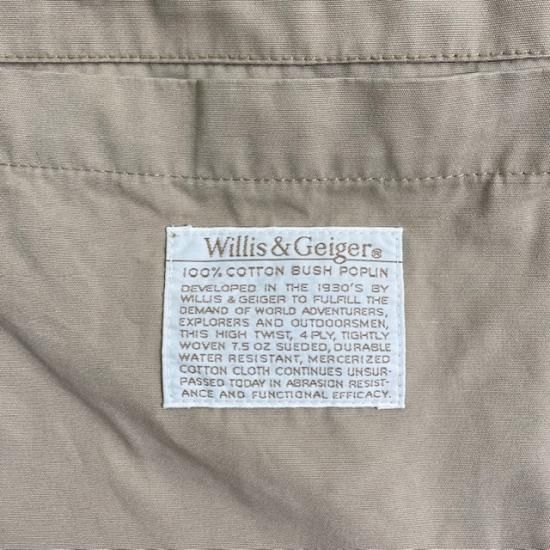 Willis & Geiger®
100% COTTON BUSH POPLIN
DEVELOPED IN THE 1930'S BY
WILLIS & GEIGER TO FULFILL THE
DEMAND OF WORLD ADVENTURERS,
EXPLORERS AND OUTDOORSMEN,
THIS HIGH TWIST, 4 PLY, TIGHTLY
WOVEN 7.5 OZ SUEDED, DURABLE
WATER RESISTANT, MERCERIZED
COTTON CLOTH CONTINUES UNSUR-
PASSED TODAY IN ABRASION RESIST-
ANCE AND FUNCTIONAL EFFICACY.